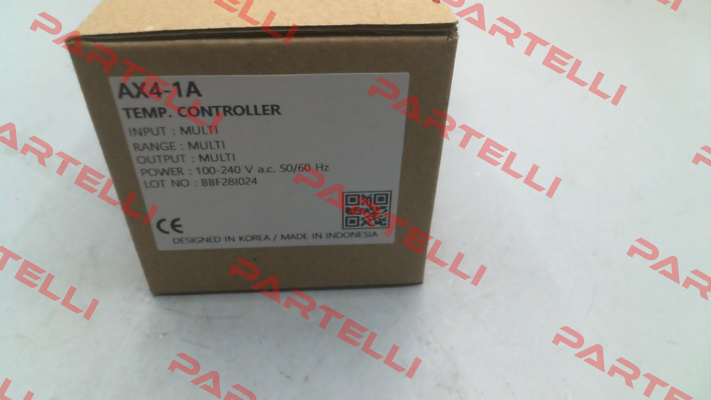 AX4-1A
TEMP. CONTROLLER
INPUT : MULTI
RANGE : MULTI
OUTPUT : MULTI
POWER : 100-240 V a.c. 50/60 Hz
LOT NO : BBF28I024
CE
DESIGNED IN KOREA / MADE IN INDONESIA
PARTELLI
PARTELLI
PARTELLI
PARTELLI
PARTELLI
PARTELLI
PARTELLI
PARTELLI